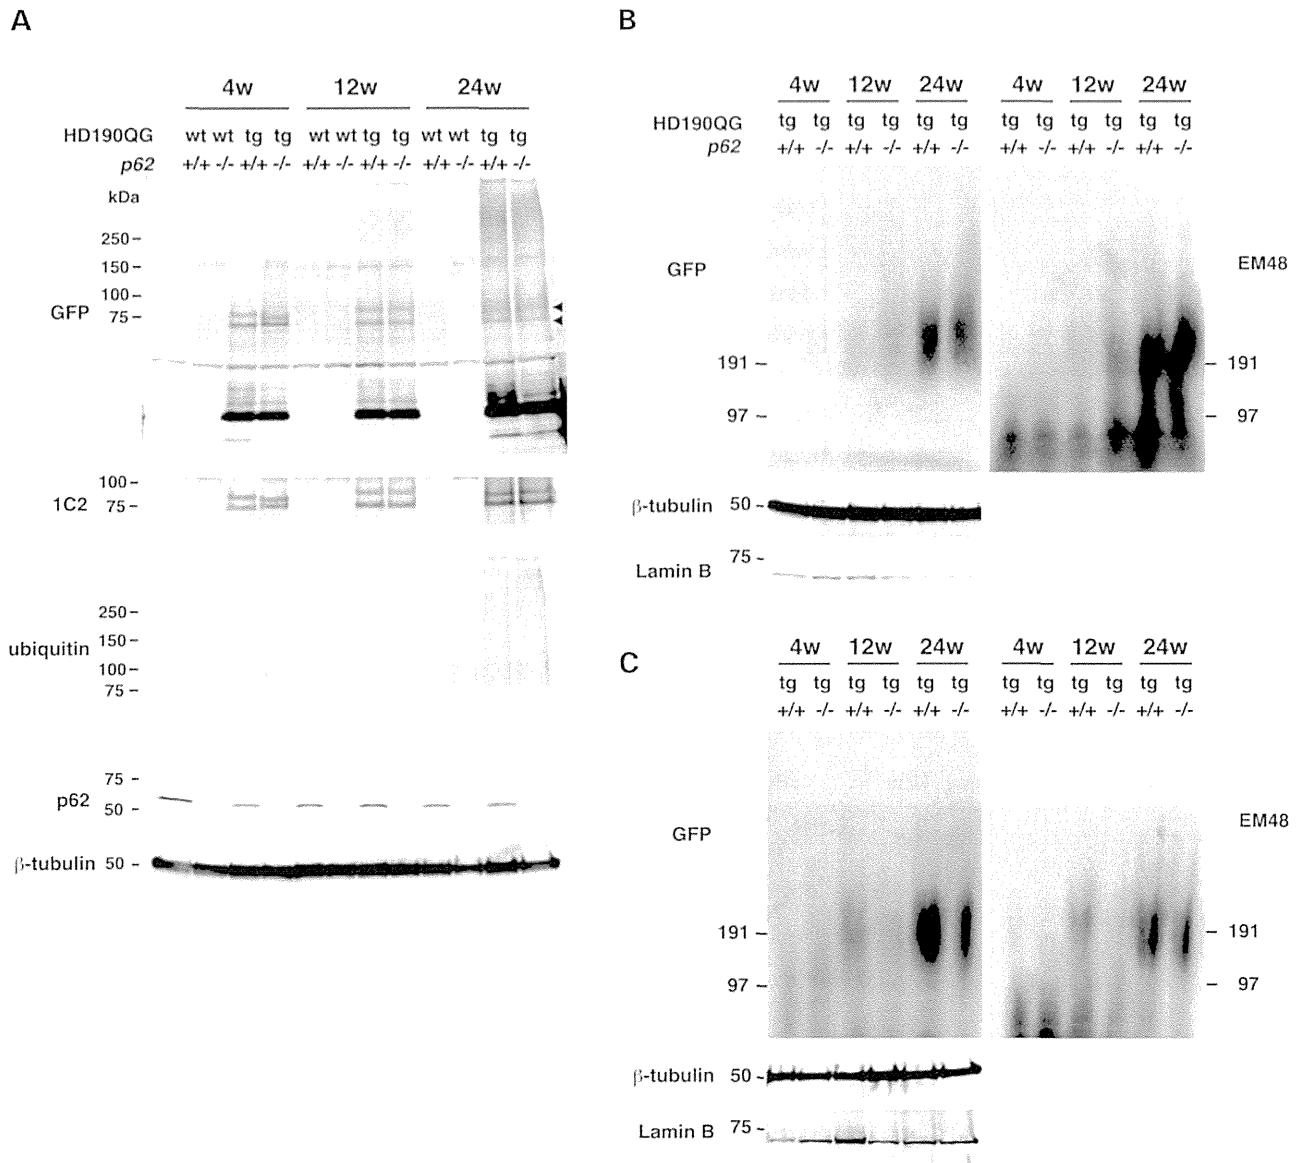 A
4w 12w 24w
HD190QG wt wt tg tg wt wt tg tg wt wt tg tg
p62 +/+ -/- +/+ -/- +/+ -/- +/+ -/- +/+ -/- +/+ -/-
kDa
250
150
100
GFP 75
100
1C2 75
250
ubiquitin 150
100
75
75
p62 50
β-tubulin 50
B
4w 12w 24w 4w 12w 24w
HD190QG tg tg tg tg tg tg tg tg tg tg tg tg
p62 +/+ -/- +/+ -/- +/+ -/- +/+ -/- +/+ -/- +/+ -/-
GFP EM48
191 191
97 97
β-tubulin 50
75
Lamin B
C
4w 12w 24w 4w 12w 24w
tg tg tg tg tg tg tg tg tg tg tg tg
+/+ -/- +/+ -/- +/+ -/- +/+ -/- +/+ -/- +/+ -/-
GFP EM48
191 191
97 97
β-tubulin 50
Lamin B 75